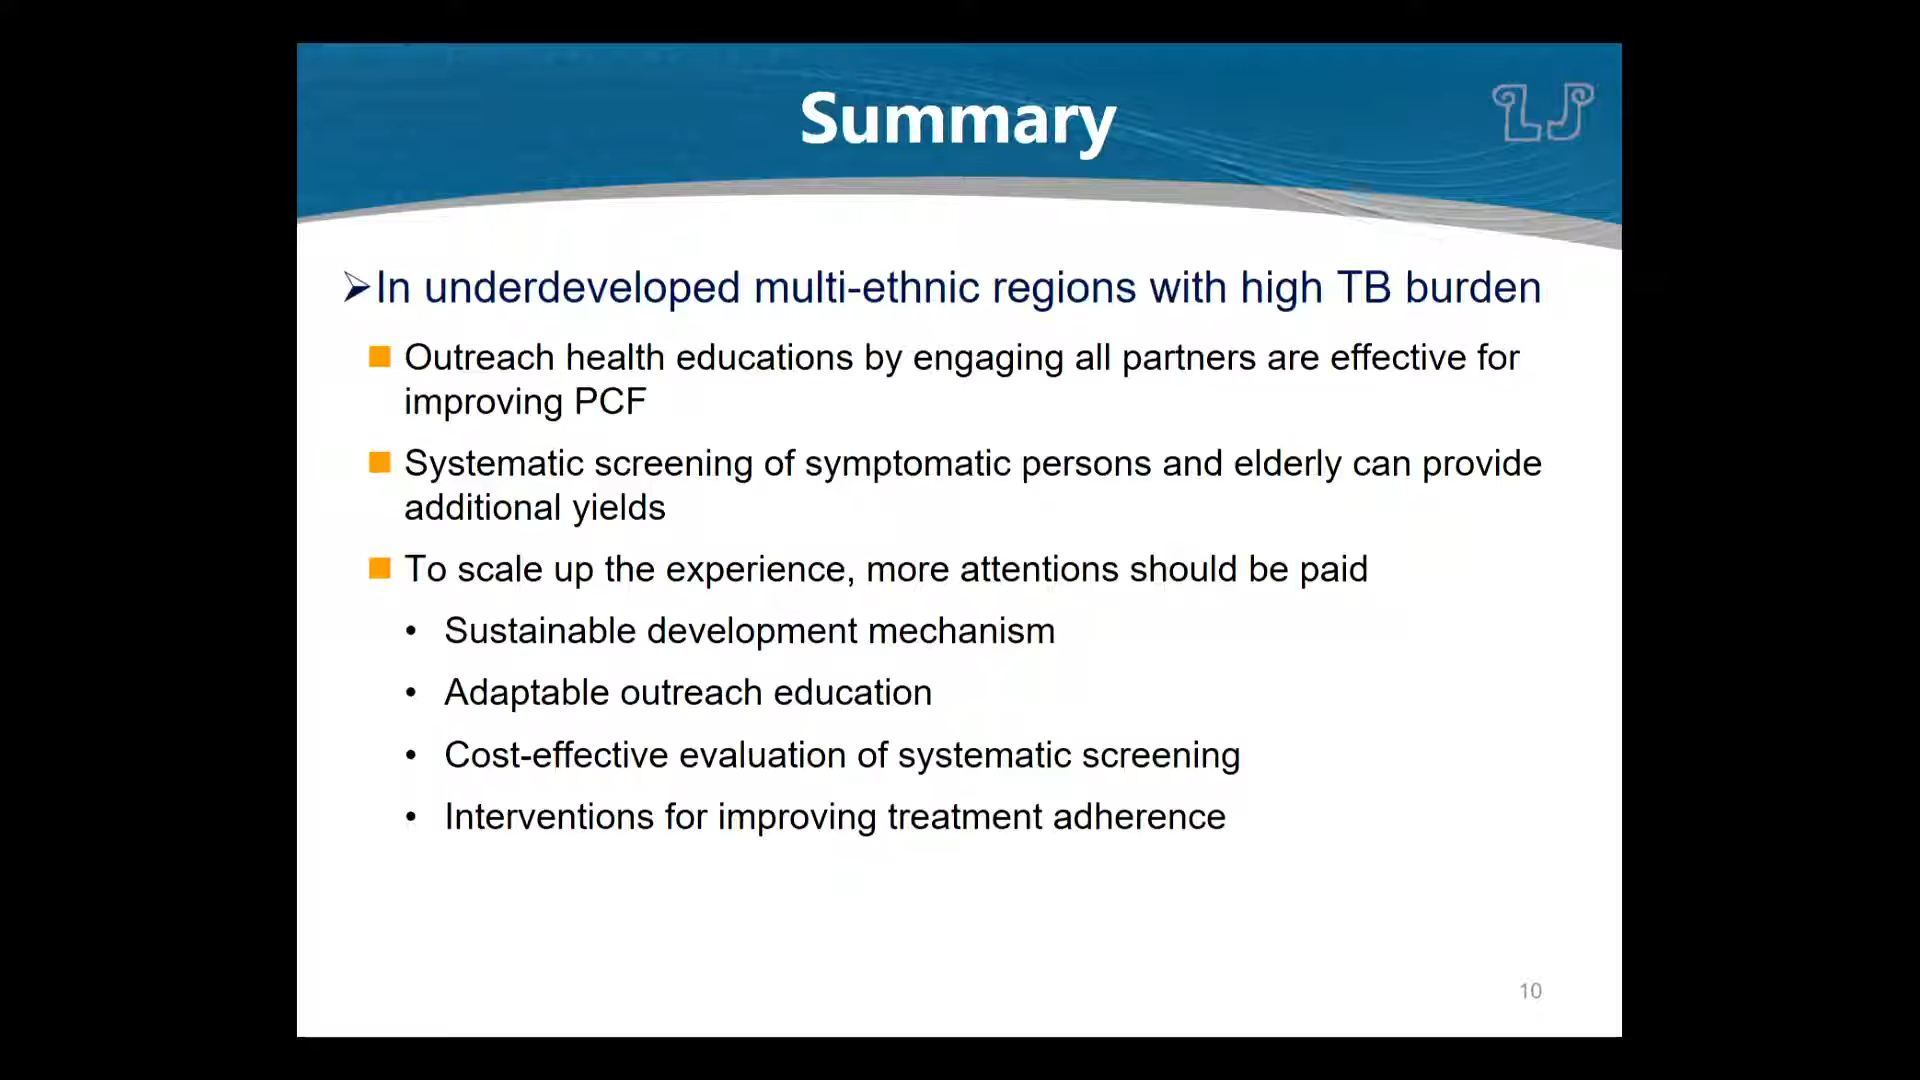 Summary
LJ
➢In underdeveloped multi-ethnic regions with high TB burden
■ Outreach health educations by engaging all partners are effective for
improving PCF
■ Systematic screening of symptomatic persons and elderly can provide
additional yields
■ To scale up the experience, more attentions should be paid
• Sustainable development mechanism
• Adaptable outreach education
• Cost-effective evaluation of systematic screening
• Interventions for improving treatment adherence
10